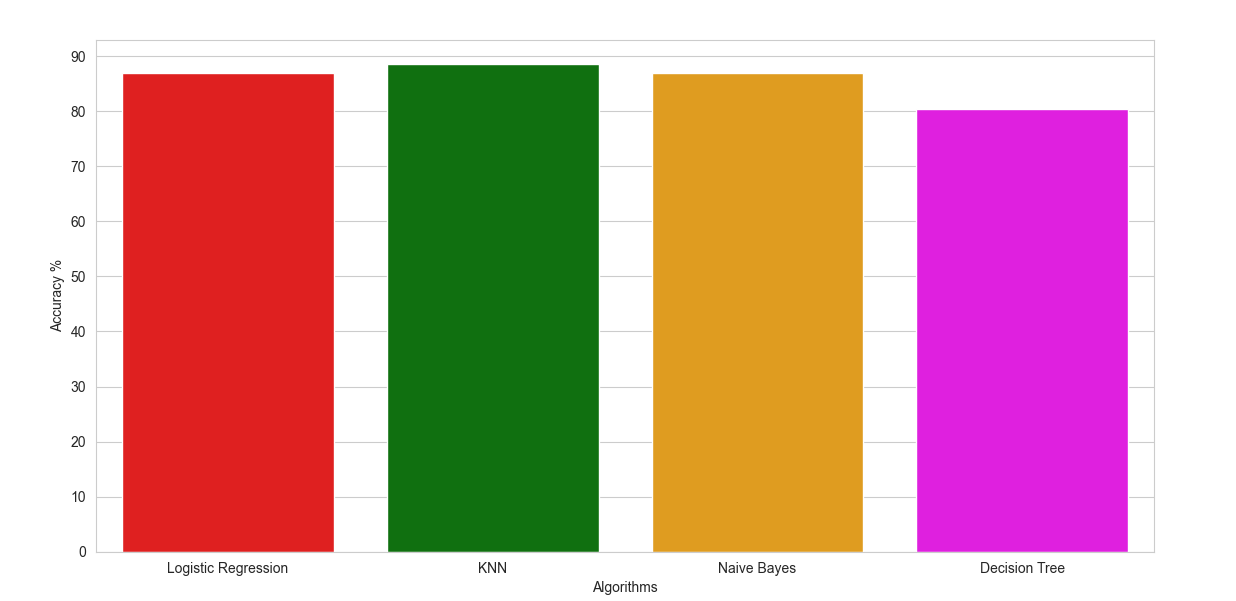 90
80
70
60
50
40
30
20
10
0
Accuracy %
Logistic Regression
KNN
Naive Bayes
Decision Tree
Algorithms